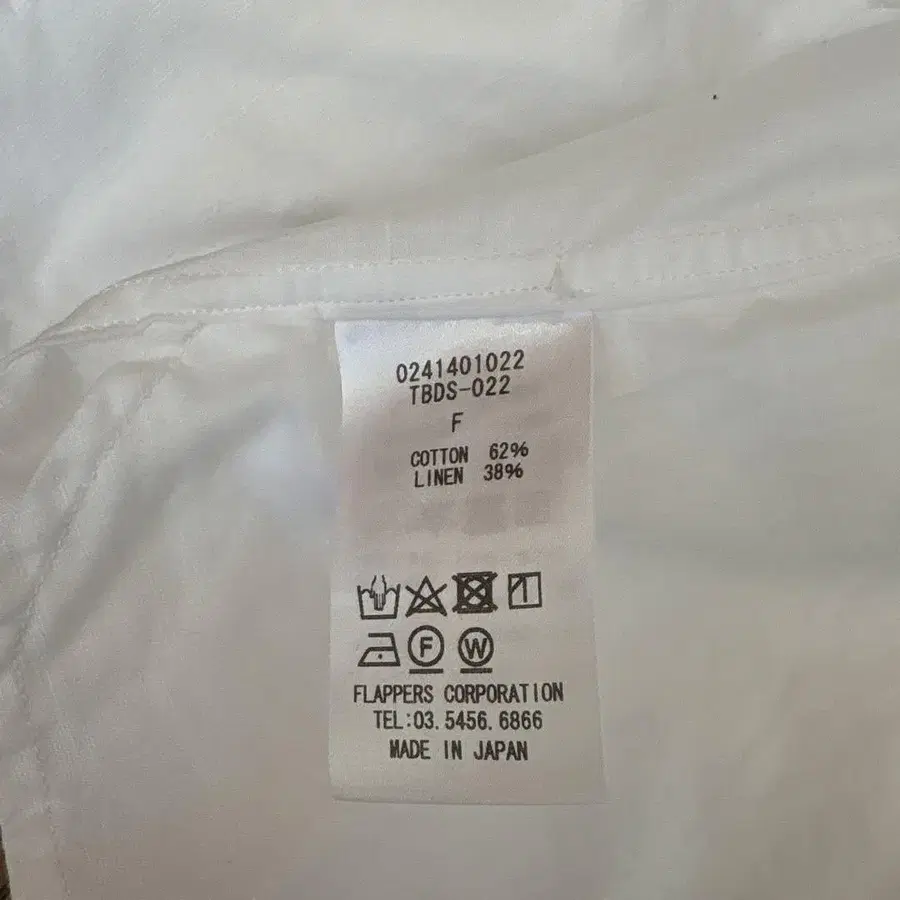 0241401022
TBDS-022
F
COTTON 62%
LINEN 38%
F W
FLAPPERS CORPORATION
TEL:03.5456.6866
MADE IN JAPAN